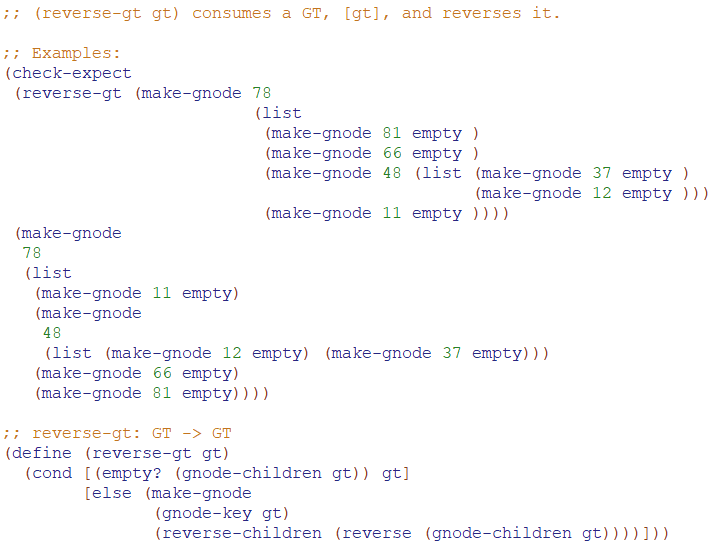 ;; (reverse-gt gt) consumes a GT, [gt], and reverses it.
;; Examples:
(check-expect
 (reverse-gt (make-gnode 78
                         (list
                          (make-gnode 81 empty )
                          (make-gnode 66 empty )
                          (make-gnode 48 (list (make-gnode 37 empty )
                                               (make-gnode 12 empty )))
                          (make-gnode 11 empty ))))
 (make-gnode
  78
  (list
   (make-gnode 11 empty)
   (make-gnode
    48
    (list (make-gnode 12 empty) (make-gnode 37 empty)))
   (make-gnode 66 empty)
   (make-gnode 81 empty))))
;; reverse-gt: GT -> GT
(define (reverse-gt gt)
  (cond [(empty? (gnode-children gt)) gt]
        [else (make-gnode
               (gnode-key gt)
               (reverse-children (reverse (gnode-children gt))))]))